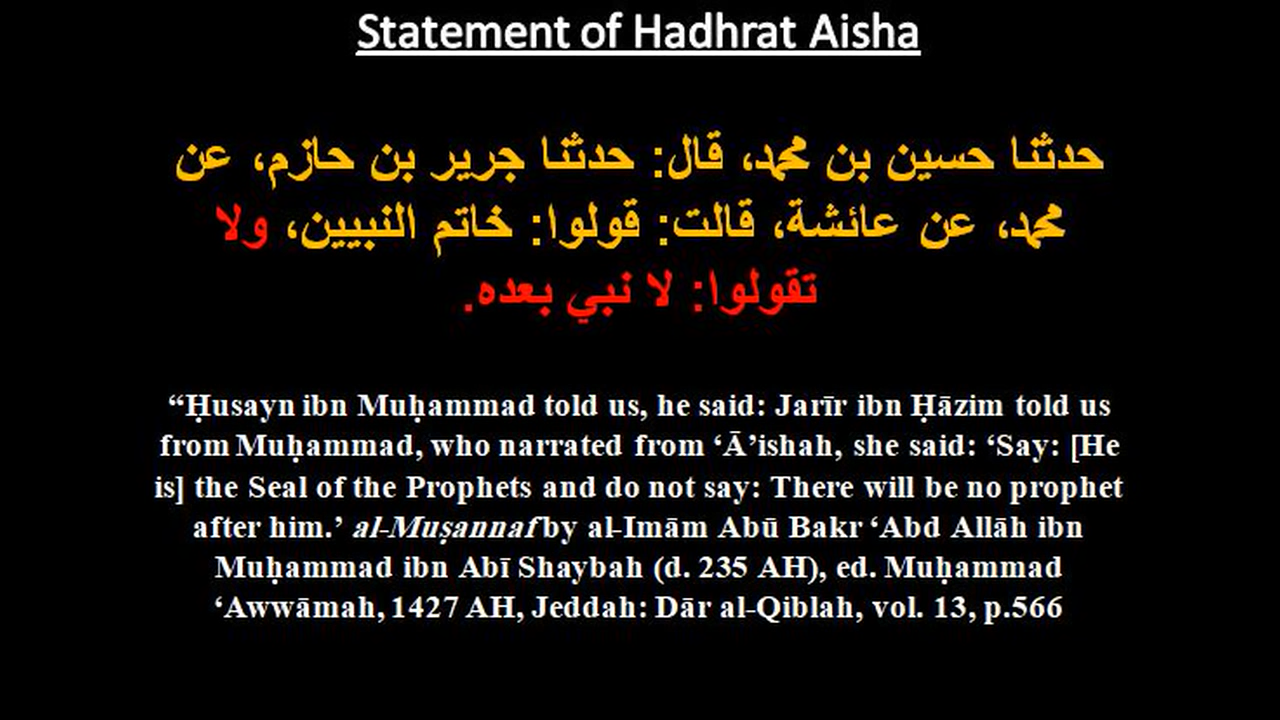 Statement of Hadhrat Aisha
حدثنا حسين بن محمد، قال: حدثنا جرير بن حازم، عن
محمد، عن عائشة، قالت: قولوا: خاتم النبيين، ولا
تقولوا: لا نبي بعده.
“Ḥusayn ibn Muḥammad told us, he said: Jarīr ibn Ḥāzim told us
from Muḥammad, who narrated from ‘Ā’ishah, she said: ‘Say: [He
is] the Seal of the Prophets and do not say: There will be no prophet
after him.’ al-Muṣannaf by al-Imām Abū Bakr ‘Abd Allāh ibn
Muḥammad ibn Abī Shaybah (d. 235 AH), ed. Muḥammad
‘Awwāmah, 1427 AH, Jeddah: Dār al-Qiblah, vol. 13, p.566